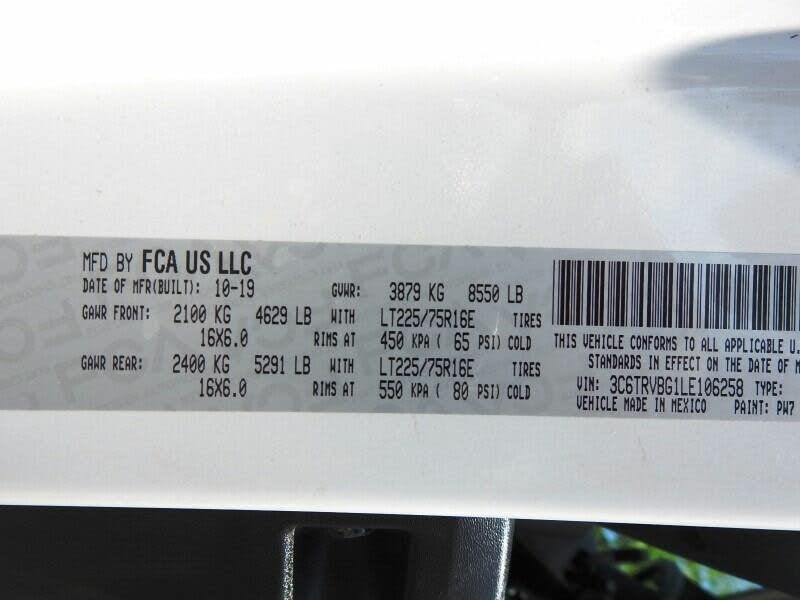 MFD BY FCA US LLC
DATE OF MFR(BUILT): 10-19 GVWR: 3879 KG 8550 LB
GAWR FRONT: 2100 KG 4629 LB WITH LT225/75R16E TIRES
16X6.0 RIMS AT 450 KPA ( 65 PSI) COLD
GAWR REAR: 2400 KG 5291 LB WITH LT225/75R16E TIRES
16X6.0 RIMS AT 550 KPA ( 80 PSI) COLD
THIS VEHICLE CONFORMS TO ALL APPLICABLE U.
STANDARDS IN EFFECT ON THE DATE OF M
VIN: 3C6TRVBG1LE106258 TYPE:
VEHICLE MADE IN MEXICO PAINT: PW7